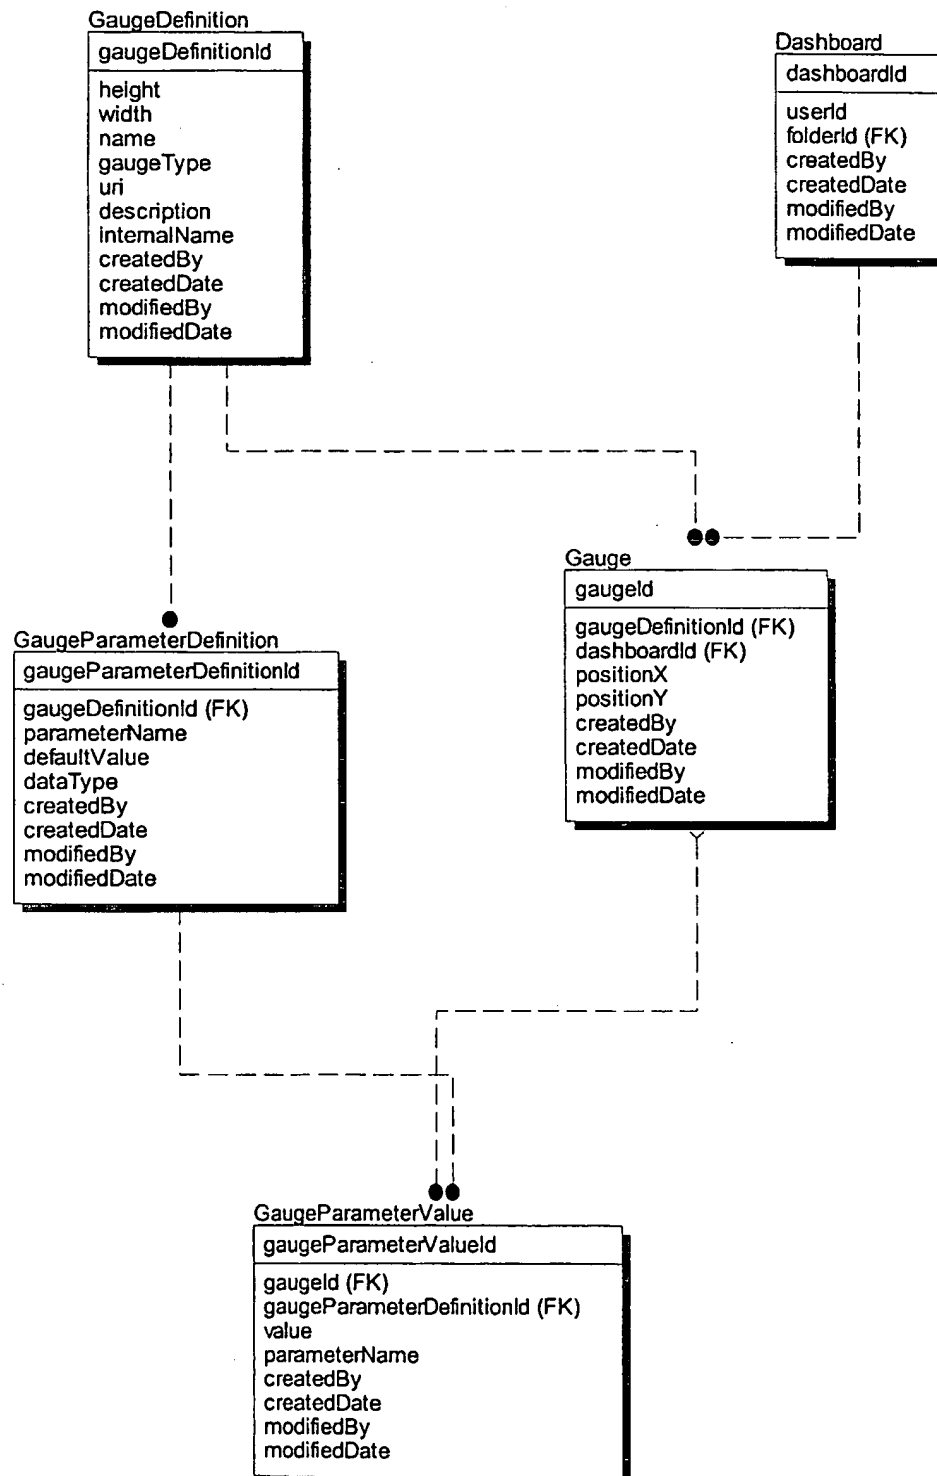 GaugeDefinition
gaugeDefinitionId
height
width
name
gaugeType
uri
description
internalName
createdBy
createdDate
modifiedBy
modifiedDate
Dashboard
dashboardId
userId
folderId (FK)
createdBy
createdDate
modifiedBy
modifiedDate
GaugeParameterDefinition
gaugeParameterDefinitionId
gaugeDefinitionId (FK)
parameterName
defaultValue
dataType
createdBy
createdDate
modifiedBy
modifiedDate
Gauge
gaugeId
gaugeDefinitionId (FK)
dashboardId (FK)
positionX
positionY
createdBy
createdDate
modifiedBy
modifiedDate
GaugeParameterValue
gaugeParameterValueId
gaugeId (FK)
gaugeParameterDefinitionId (FK)
value
parameterName
createdBy
createdDate
modifiedBy
modifiedDate